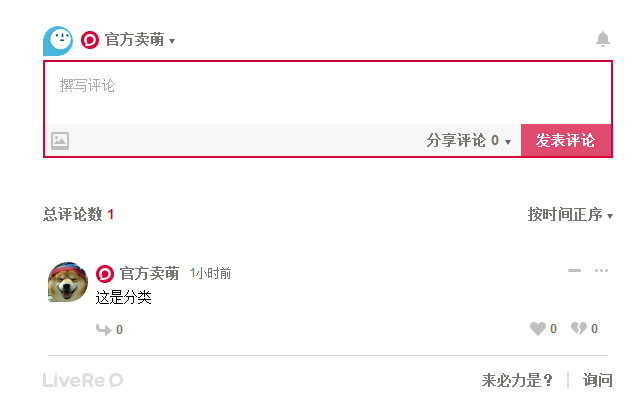 官方卖萌
撰写评论
分享评论 0 发表评论
总评论数 1 按时间正序
官方卖萌 1小时前
这是分类
0 0 0
LiveRe 来必力是？ 询问